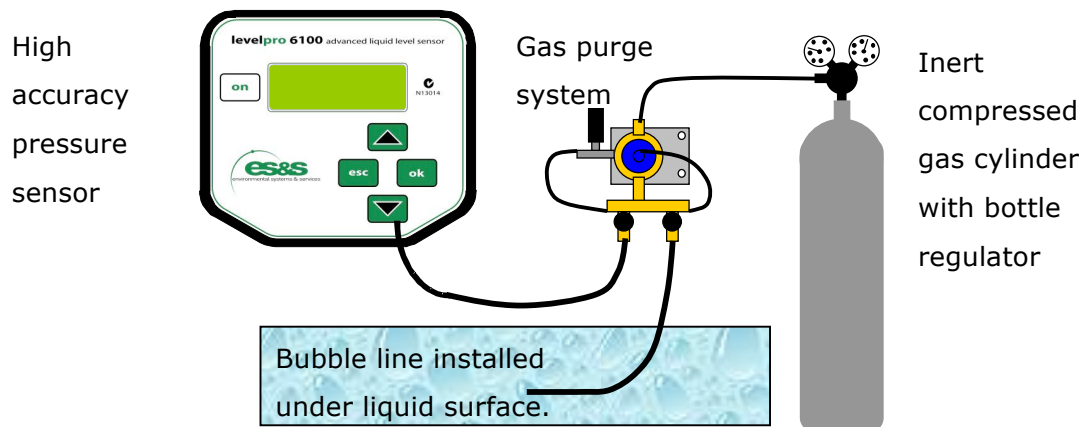 High
accuracy
pressure
sensor
levelpro 6100 advanced liquid level sensor
on
N13014
es&s
environmental systems & services
esc
ok
Gas purge
system
Inert
compressed
gas cylinder
with bottle
regulator
Bubble line installed
under liquid surface.